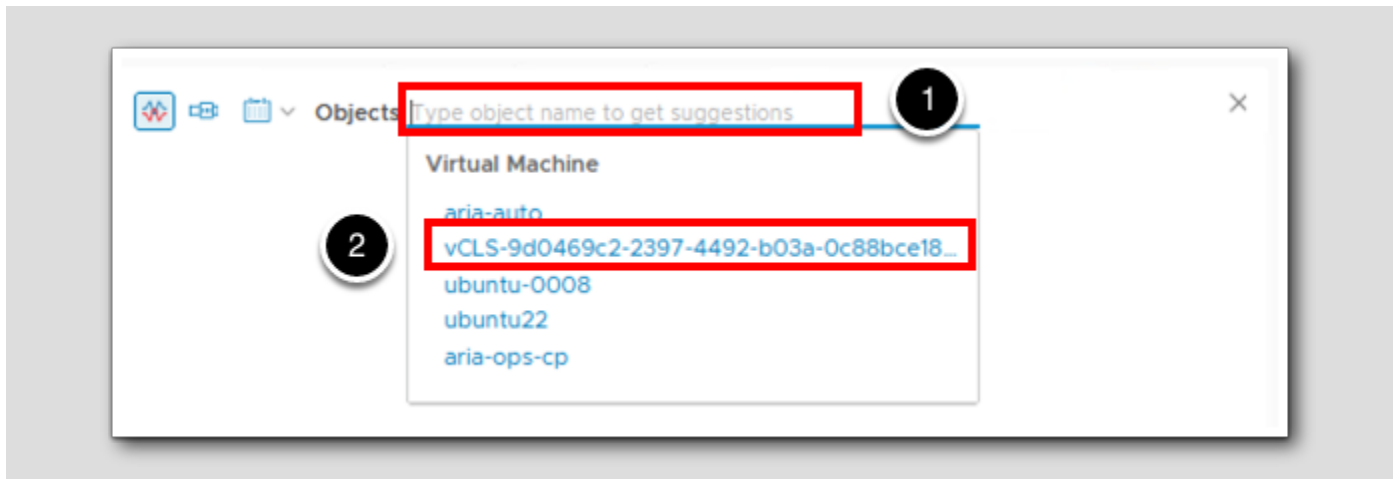 Objects Type object name to get suggestions 1
Virtual Machine
aria-auto
2 vCLS-9d0469c2-2397-4492-b03a-0c88bce18...
ubuntu-0008
ubuntu22
aria-ops-cp